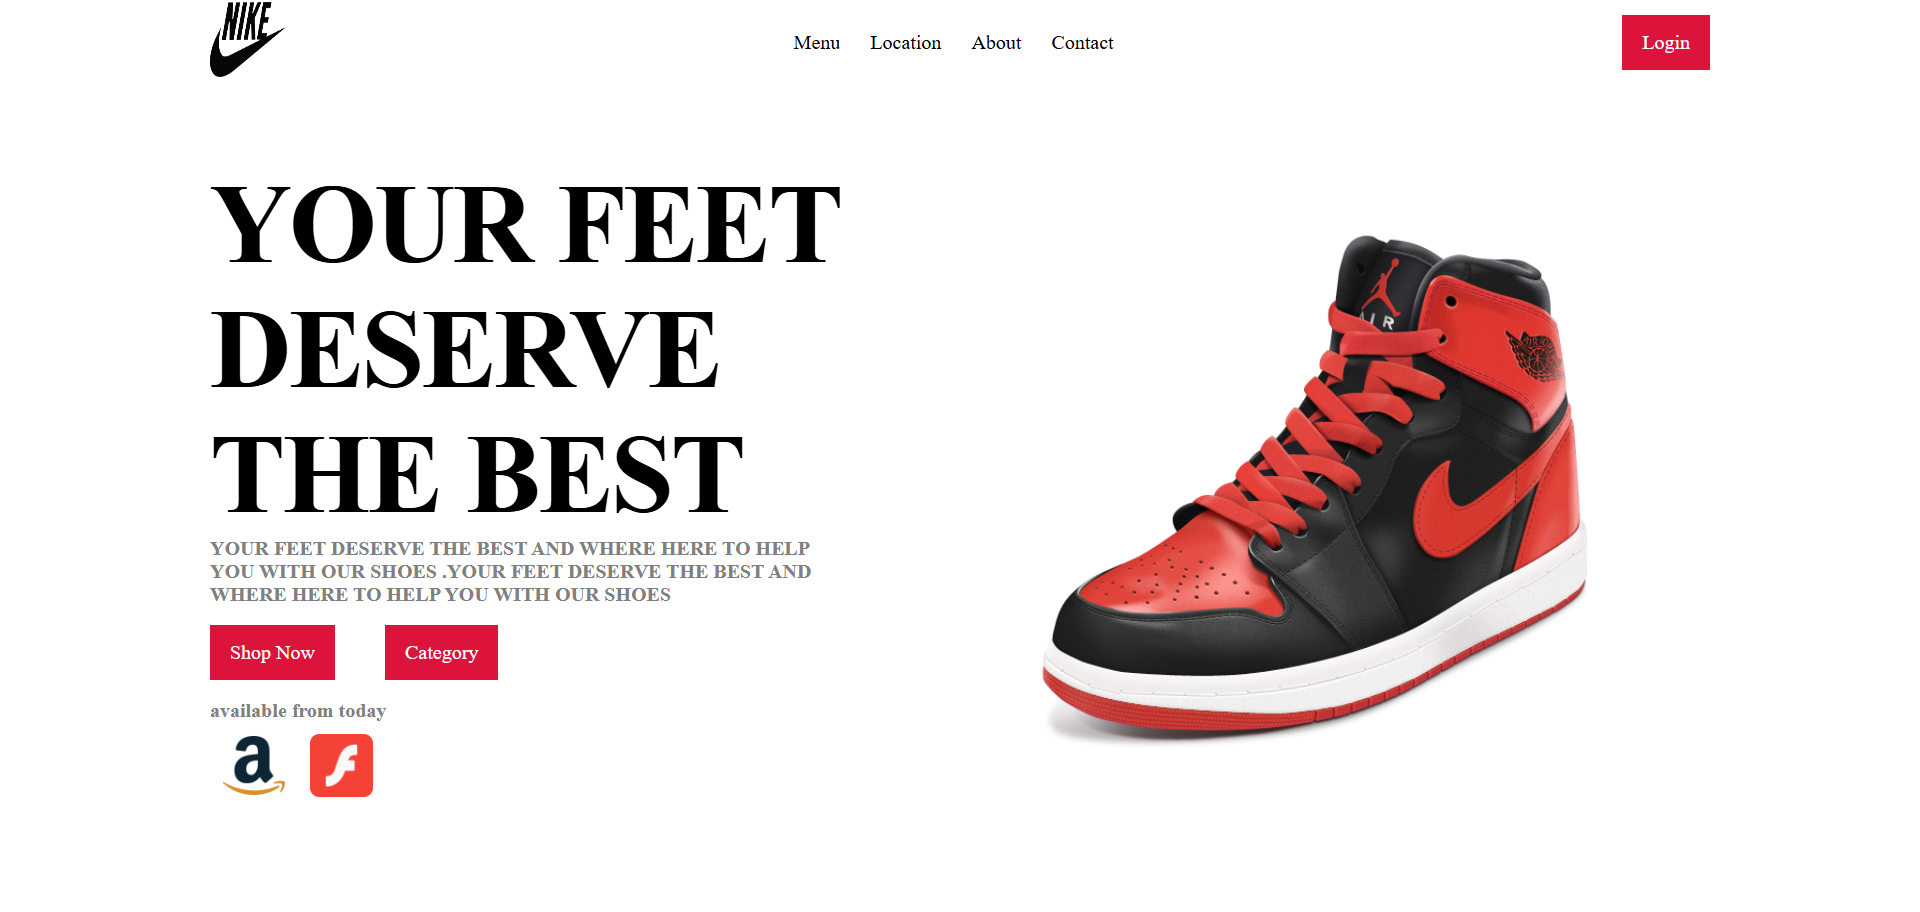 NIKE
Menu Location About Contact
Login
YOUR FEET
DESERVE
THE BEST
YOUR FEET DESERVE THE BEST AND WHERE HERE TO HELP
YOU WITH OUR SHOES .YOUR FEET DESERVE THE BEST AND
WHERE HERE TO HELP YOU WITH OUR SHOES
Shop Now Category
available from today
a f
AIR